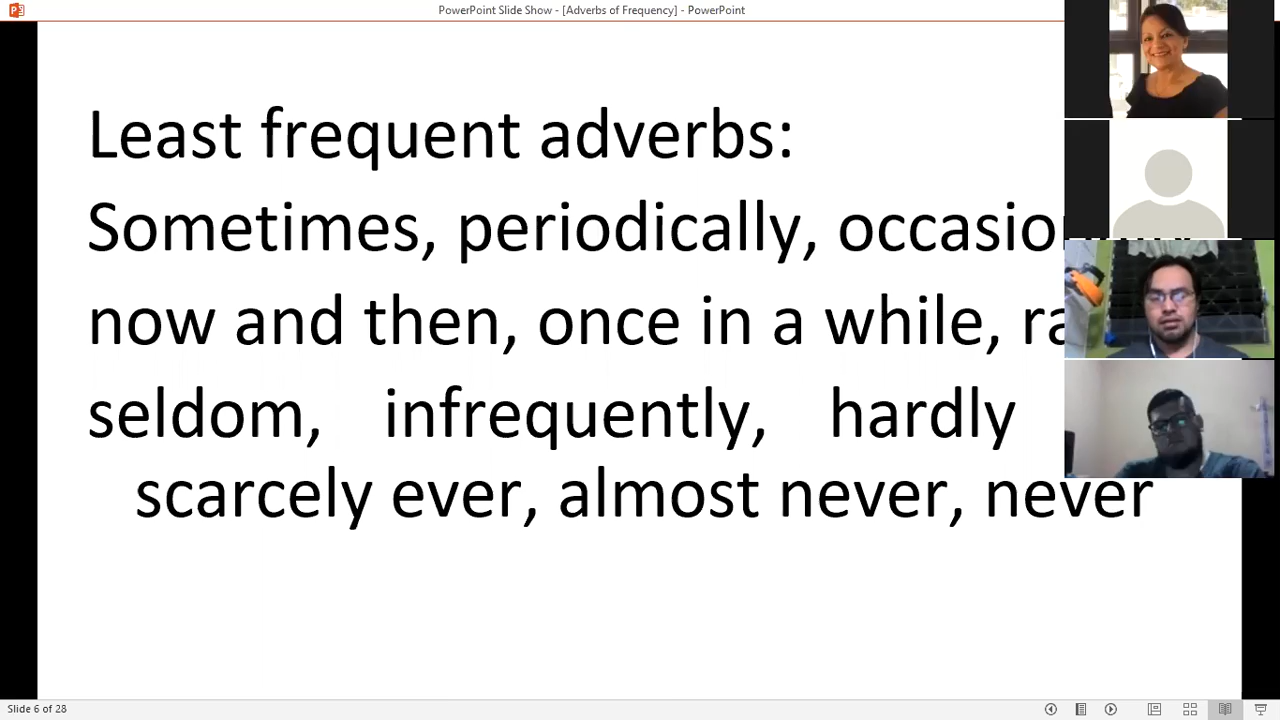 PowerPoint Slide Show - [Adverbs of Frequency] - PowerPoint
Least frequent adverbs:
Sometimes, periodically,
now and then, once in a while,
seldom, infrequently, hardly
scarcely ever, almost never, never
Slide 6 of 28